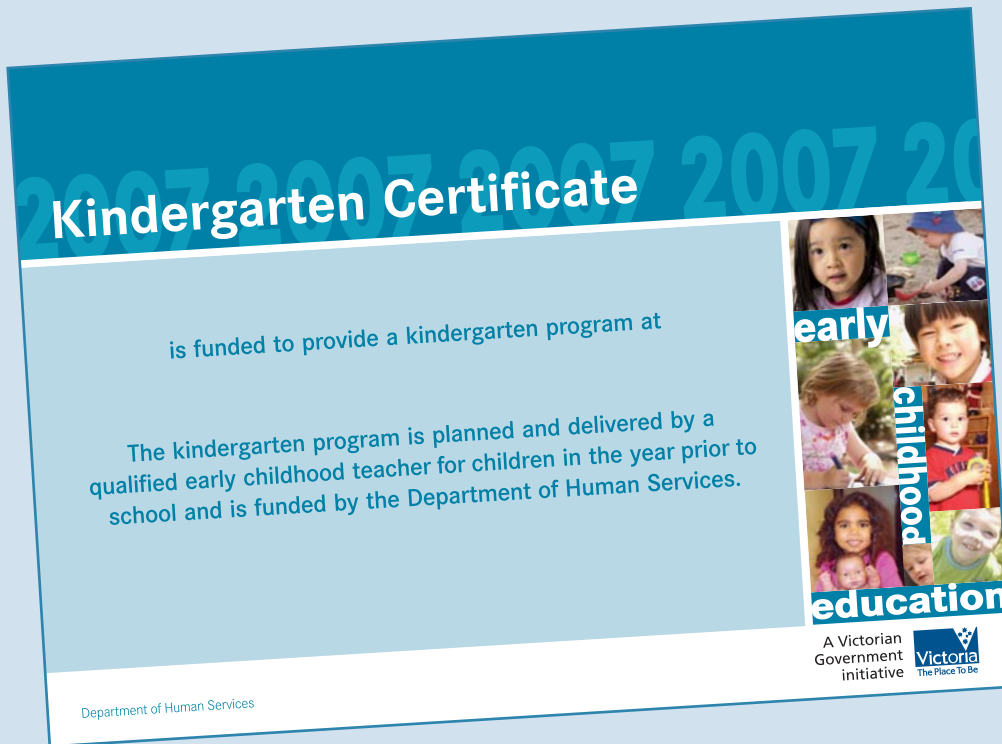 2007 2007 2007 2007 20
Kindergarten Certificate
is funded to provide a kindergarten program at
The kindergarten program is planned and delivered by a
qualified early childhood teacher for children in the year prior to
school and is funded by the Department of Human Services.
early
childhood
education
A Victorian
Government
initiative
Victoria
The Place To Be
Department of Human Services